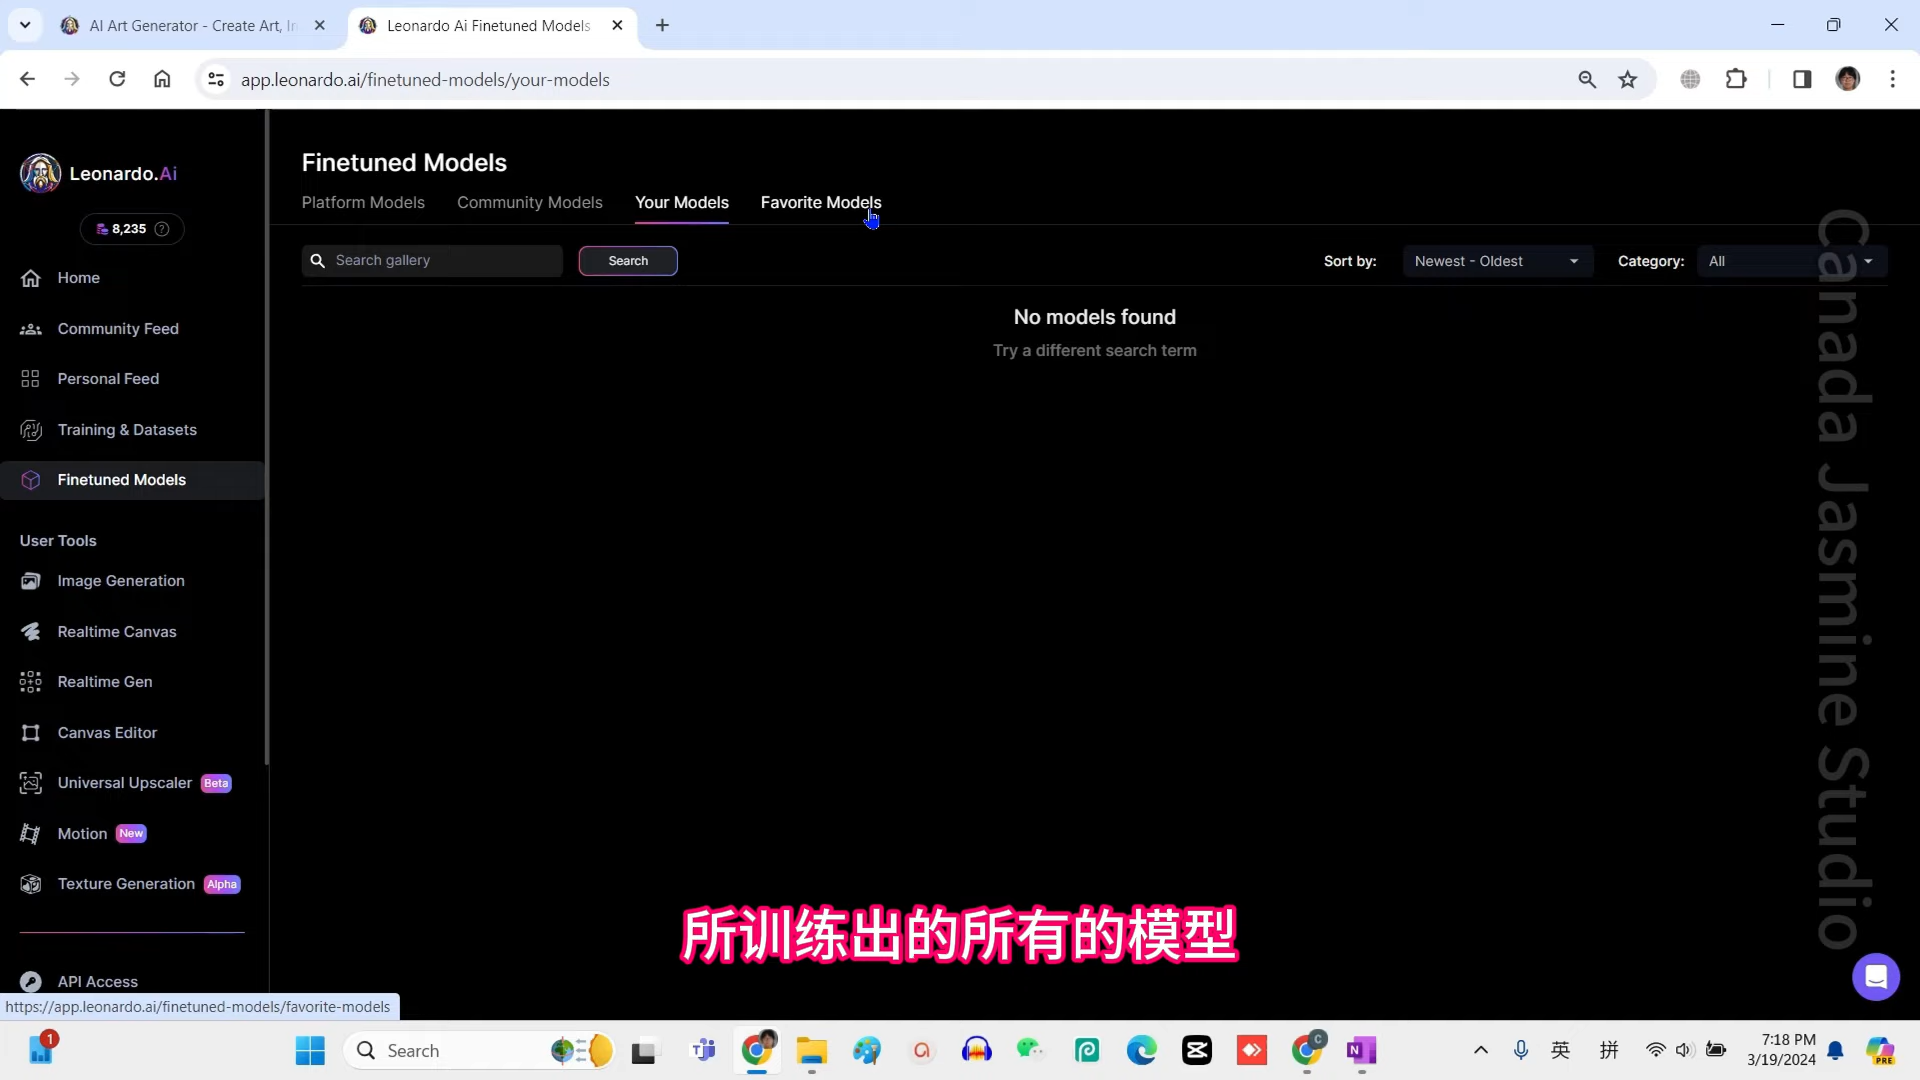 AI Art Generator - Create Art, In
Leonardo Ai Finetuned Models
app.leonardo.ai/finetuned-models/your-models
Leonardo.Ai
8,235
Home
Community Feed
Personal Feed
Training & Datasets
Finetuned Models
User Tools
Image Generation
Realtime Canvas
Realtime Gen
Canvas Editor
Universal Upscaler Beta
Motion New
Texture Generation Alpha
API Access
https://app.leonardo.ai/finetuned-models/favorite-models
Finetuned Models
Platform Models Community Models Your Models Favorite Models
Search gallery Search Sort by: Newest - Oldest Category: All
No models found
Try a different search term
Canada Jasmine Studio
所训练出的所有的模型
1
Search
PRE
英 拼
7:18 PM
3/19/2024